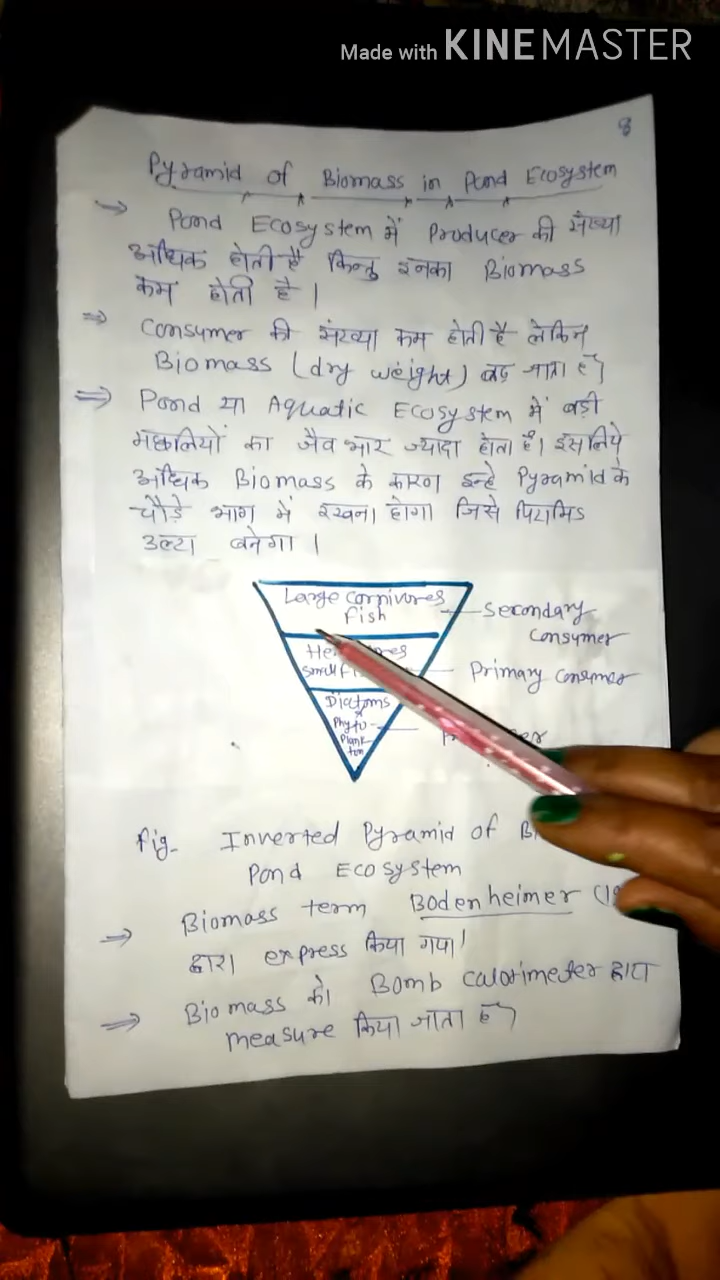 Made with KINEMASTER
8
Pyramid of Biomass in Pond Ecosystem
→ Pond Ecosystem में Producer की संख्या
अधिक होती है किन्तु इनका Biomass
कम होती है।
⇒ Consumer की संख्या कम होती है लेकिन
Biomass (dry weight) बढ़ जाता है
⇒ Pond या Aquatic Ecosystem में बड़ी
मछलियों का जैव भार ज्यादा होता है। इसलिये
अधिक Biomass के कारण इन्हे Pyramid के
चौड़े भाग में रखना होगा जिसे पिरामिड
उल्टा बनेगा।
Large Cornivores
fish
Secondary
consumer
Small
Primary Consumer
Diatoms
Phyto
Plank
ton
Fig- Inverted Pyramid of
Pond Ecosystem
⇒ Biomass term Bodenheimer
द्वारा express किया गया।
⇒ Biomass को Bomb calorimeter द्वारा
measure किया जाता है